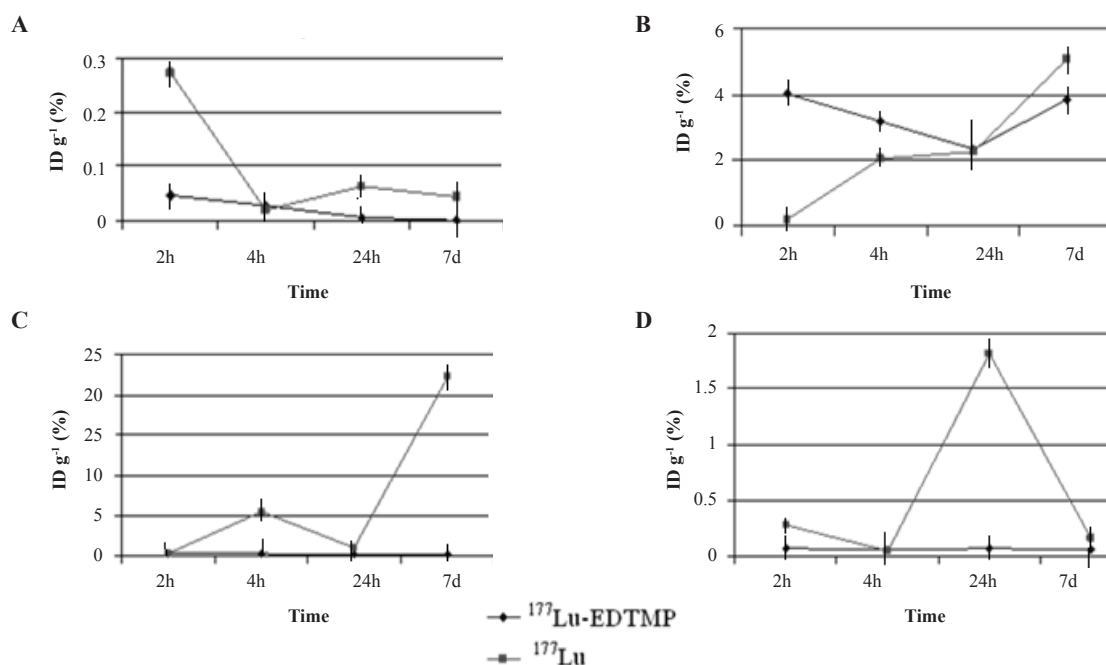 A
ID g⁻¹ (%)
0.3
0.2
0.1
0
2h 4h 24h 7d
Time
B
ID g⁻¹ (%)
6
4
2
0
2h 4h 24h 7d
Time
C
ID g⁻¹ (%)
25
20
25
10
5
0
2h 4h 24h 7d
Time
D
ID g⁻¹ (%)
2
1.5
1
0.5
0
2h 4h 24h 7d
Time
¹⁷⁷Lu-EDTMP
¹⁷⁷Lu